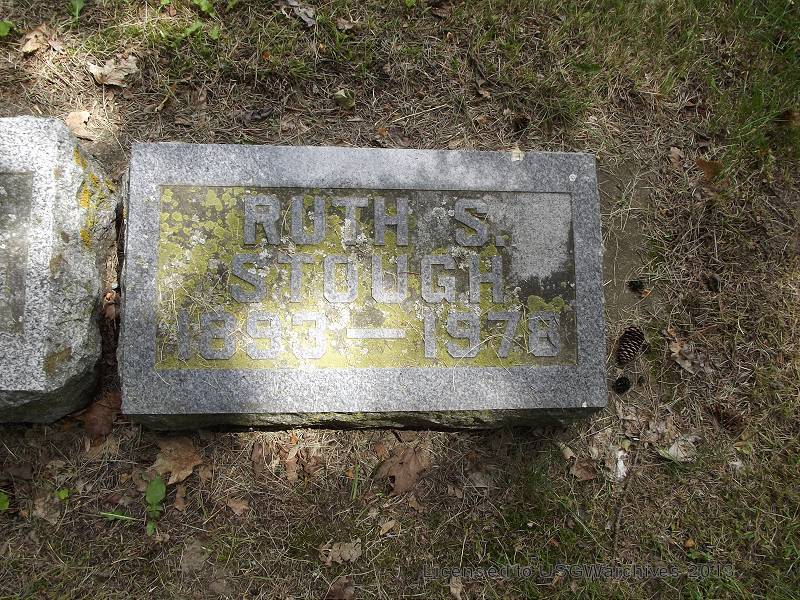 RUTH S.
STOUGH
1893—1978
Licensed to USGWarchives 2013